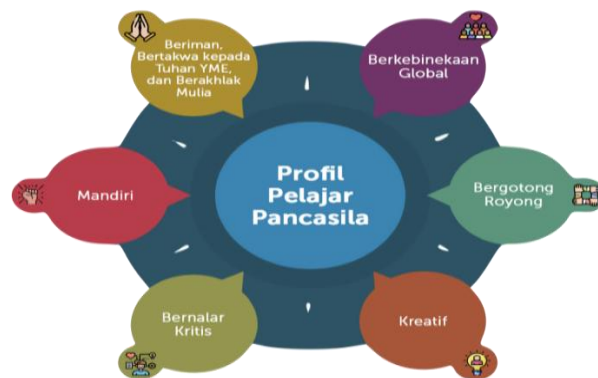 Beriman,
Bertakwa kepada
Tuhan YME,
dan Berakhlak
Mulia
Berkebinekaan
Global
Mandiri
Profil
Pelajar
Pancasila
Bergotong
Royong
Bernalar
Kritis
Kreatif